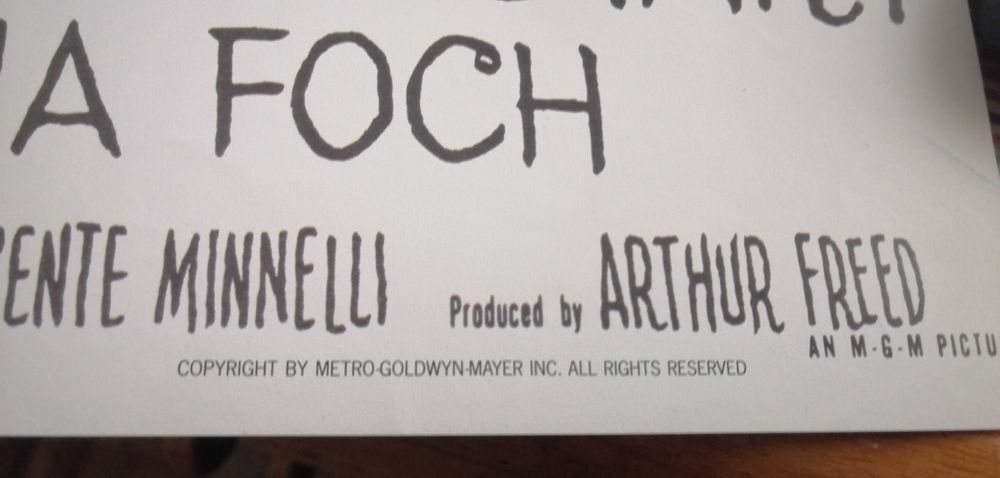 A FOCH
ENTE MINNELLI Produced by ARTHUR FREED
AN M-G-M PICTU
COPYRIGHT BY METRO-GOLDWYN-MAYER INC. ALL RIGHTS RESERVED